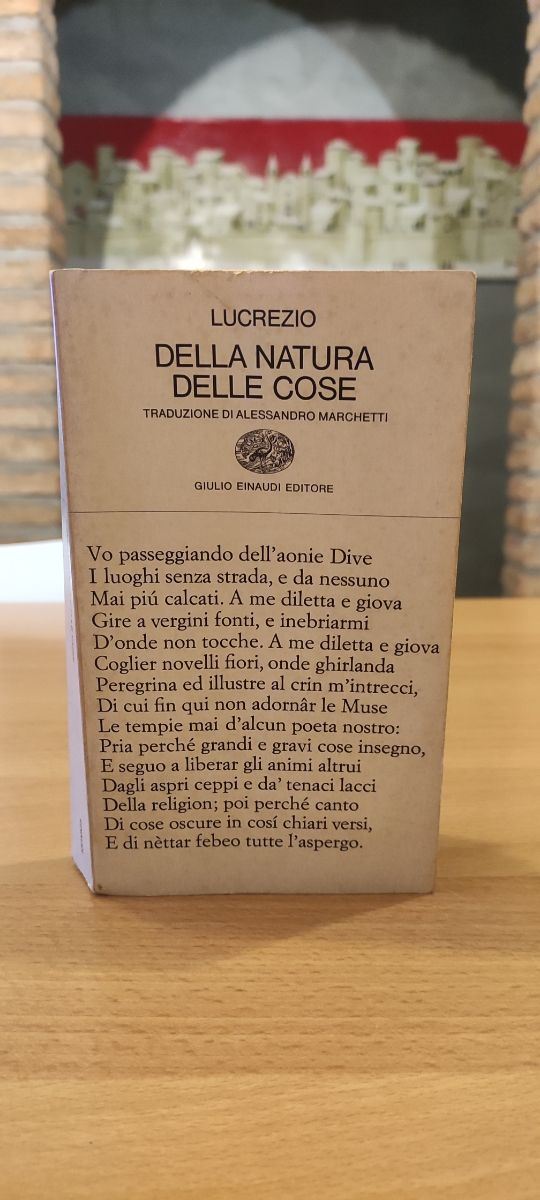 LUCREZIO
DELLA NATURA
DELLE COSE
TRADUZIONE DI ALESSANDRO MARCHETTI
GIULIO EINAUDI EDITORE
Vo passeggiando dell'aonie Dive
I luoghi senza strada, e da nessuno
Mai piú calcati. A me diletta e giova
Gire a vergini fonti, e inebriarmi
D'onde non tocche. A me diletta e giova
Coglier novelli fiori, onde ghirlanda
Peregrina ed illustre al crin m'intrecci,
Di cui fin qui non adornâr le Muse
Le tempie mai d'alcun poeta nostro:
Pria perché grandi e gravi cose insegno,
E seguo a liberar gli animi altrui
Dagli aspri ceppi e da' tenaci lacci
Della religion; poi perché canto
Di cose oscure in cosí chiari versi,
E di nèttar febeo tutte l'aspergo.